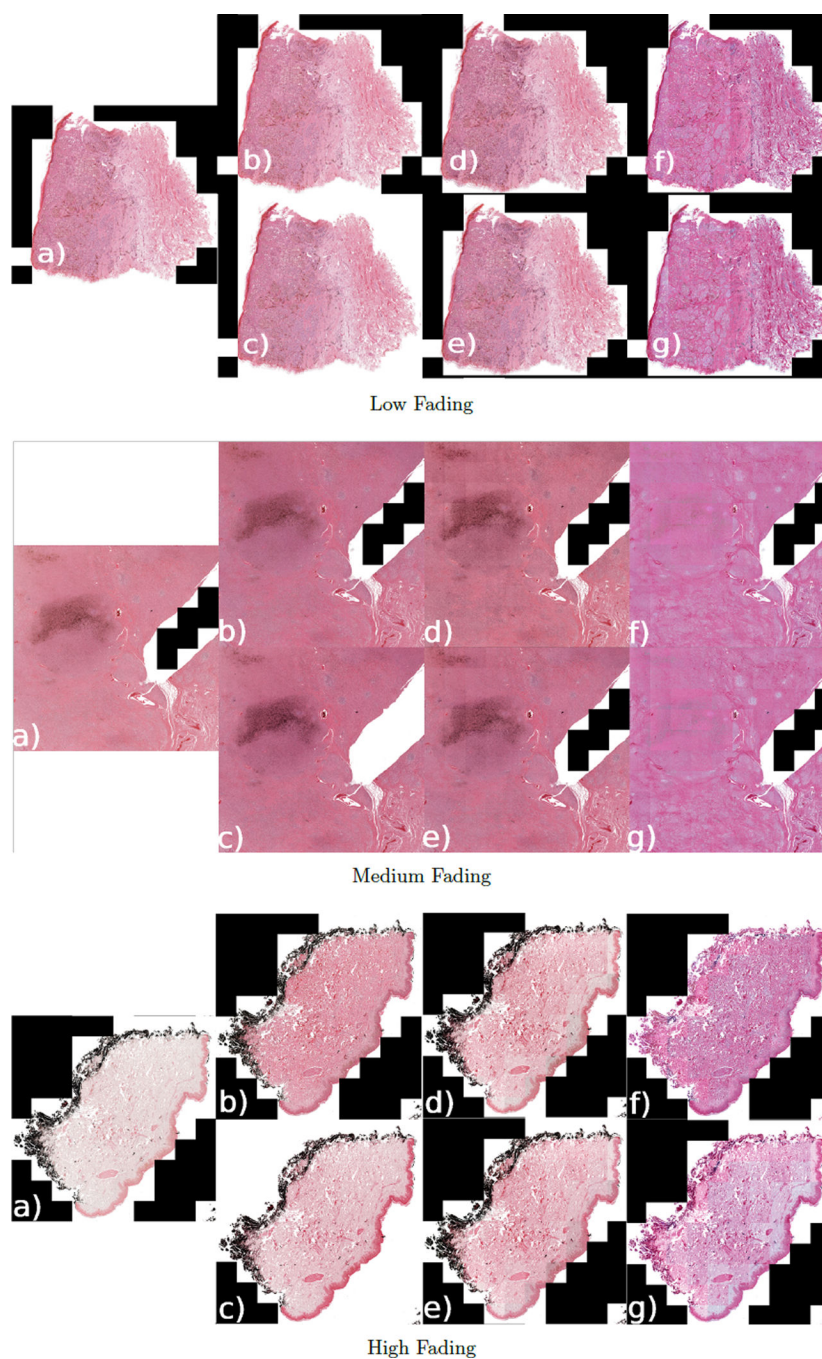 b) d) f)
a)
c) e) g)
Low Fading
b) d) f)
a)
c) e) g)
Medium Fading
b) d) f)
a)
c) e) g)
High Fading